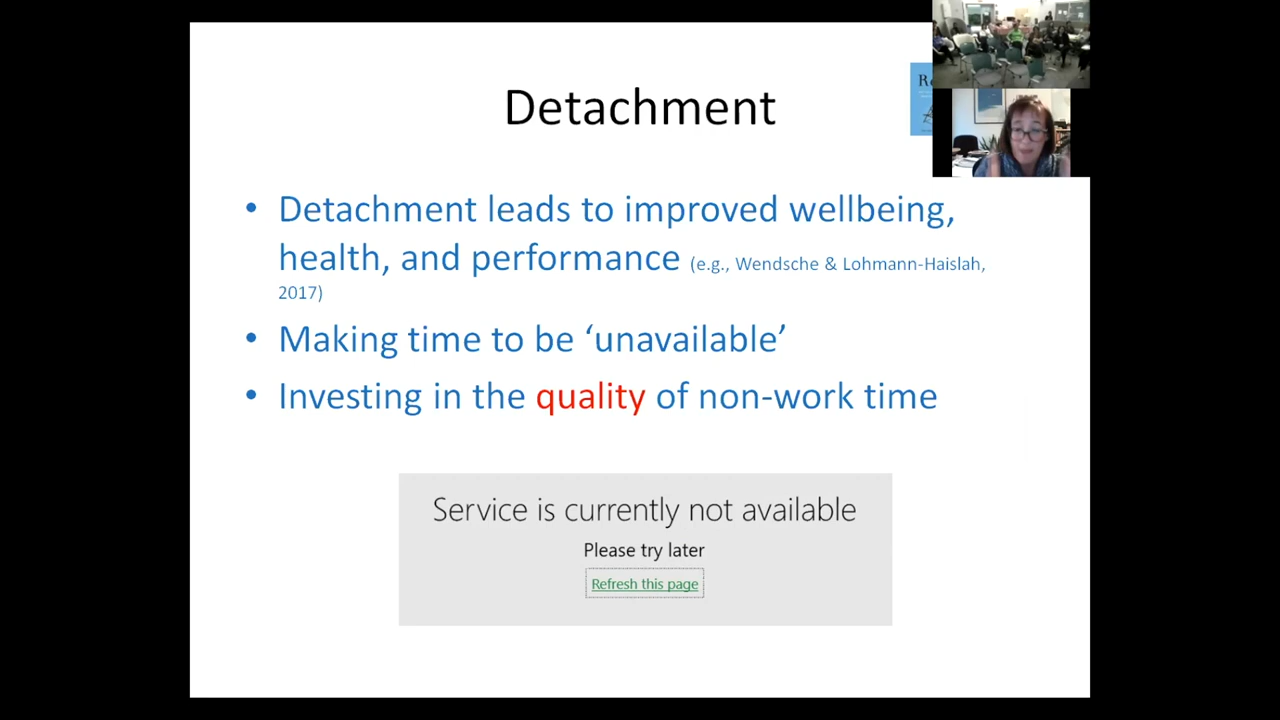 Detachment
• Detachment leads to improved wellbeing,
health, and performance (e.g., Wendsche & Lohmann-Haislah,
2017)
• Making time to be ‘unavailable’
• Investing in the quality of non-work time
Service is currently not available
Please try later
Refresh this page